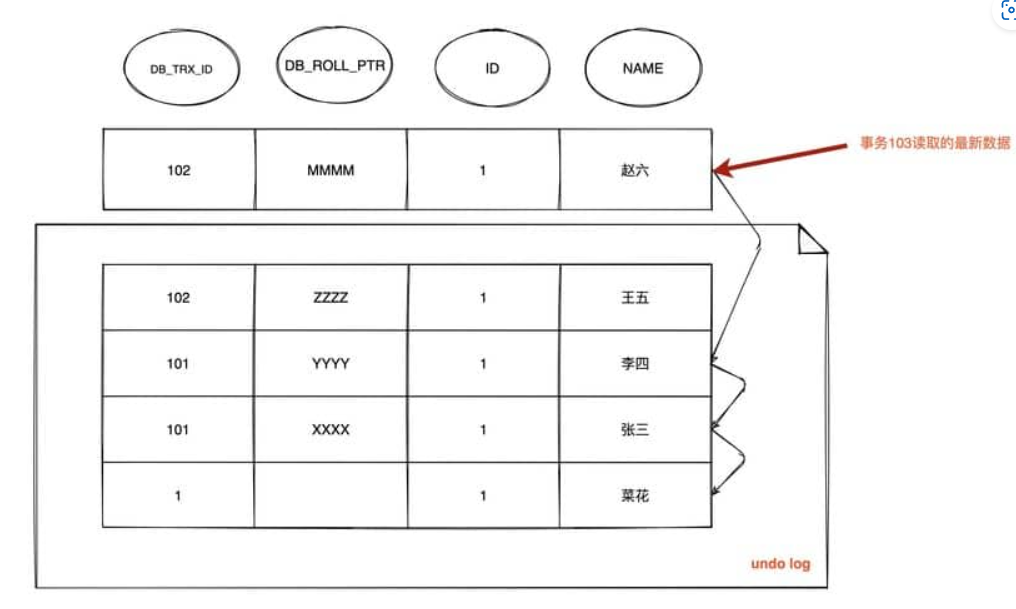 DB_TRX_ID DB_ROLL_PTR ID NAME
102 MMMM 1 赵六
事务103读取的最新数据
102 ZZZZ 1 王五
101 YYYY 1 李四
101 XXXX 1 张三
1 1 菜花
undo log